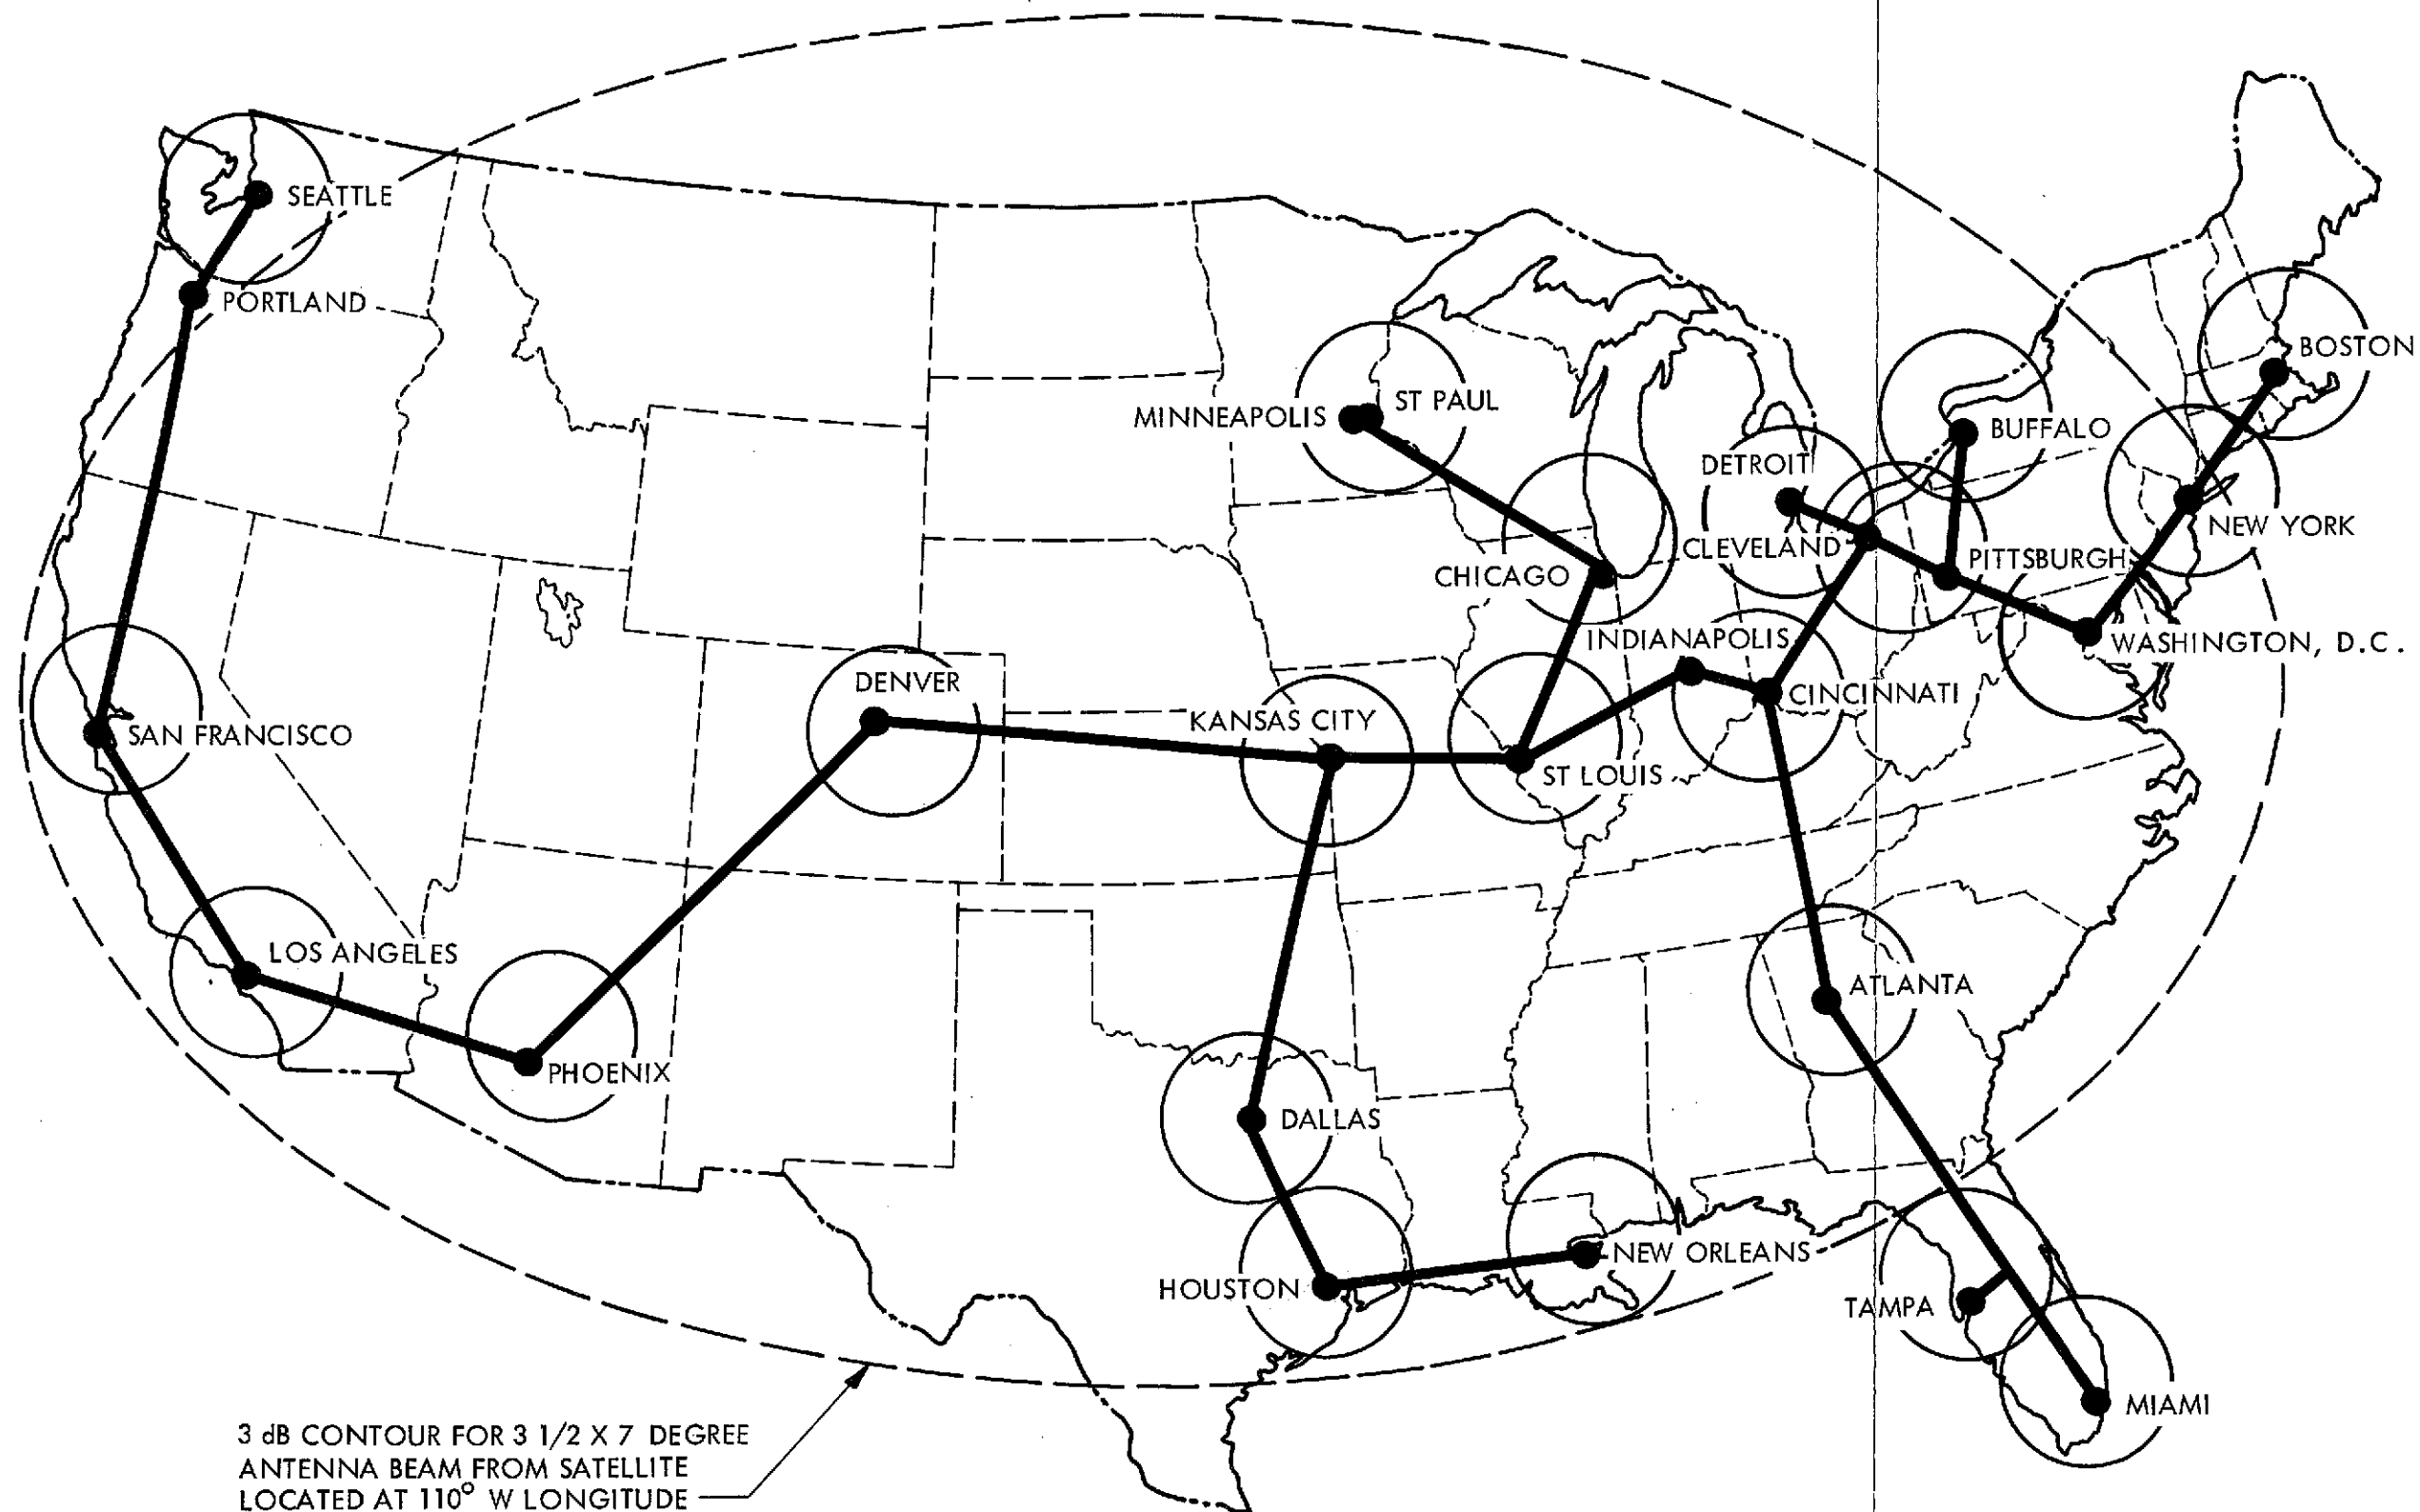 SEATTLE
PORTLAND
BOSTON
ST PAUL
MINNEAPOLIS
BUFFALO
DETROIT
NEW YORK
CLEVELAND
PITTSBURGH
CHICAGO
INDIANAPOLIS
WASHINGTON, D.C.
DENVER
CINCINNATI
KANSAS CITY
SAN FRANCISCO
ST LOUIS
LOS ANGELES
ATLANTA
PHOENIX
DALLAS
NEW ORLEANS
HOUSTON
TAMPA
MIAMI
3 dB CONTOUR FOR 3 1/2 X 7 DEGREE
ANTENNA BEAM FROM SATELLITE
LOCATED AT 110° W LONGITUDE